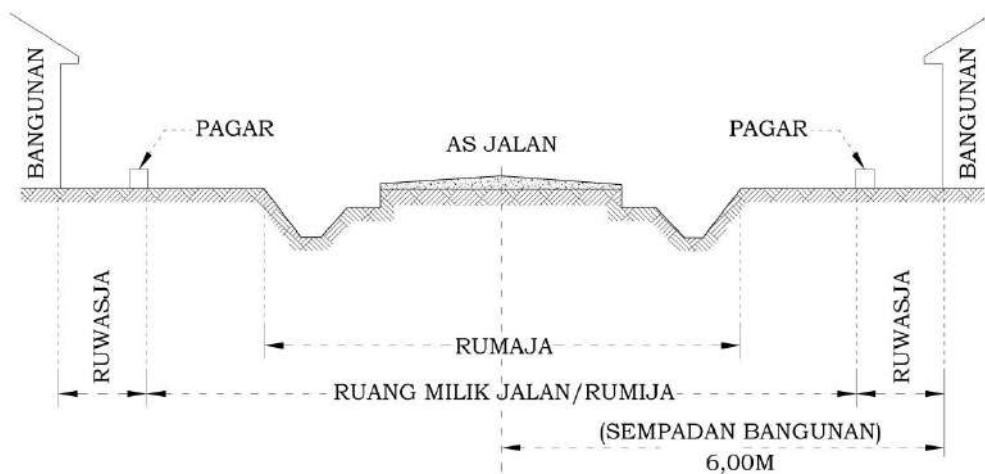 BANGUNAN
PAGAR
AS JALAN
PAGAR
BANGUNAN
RUWASJA
RUMAJA
RUWASJA
RUANG MILIK JALAN/RUMIJA
(SEMPADAN BANGUNAN)
6,00M